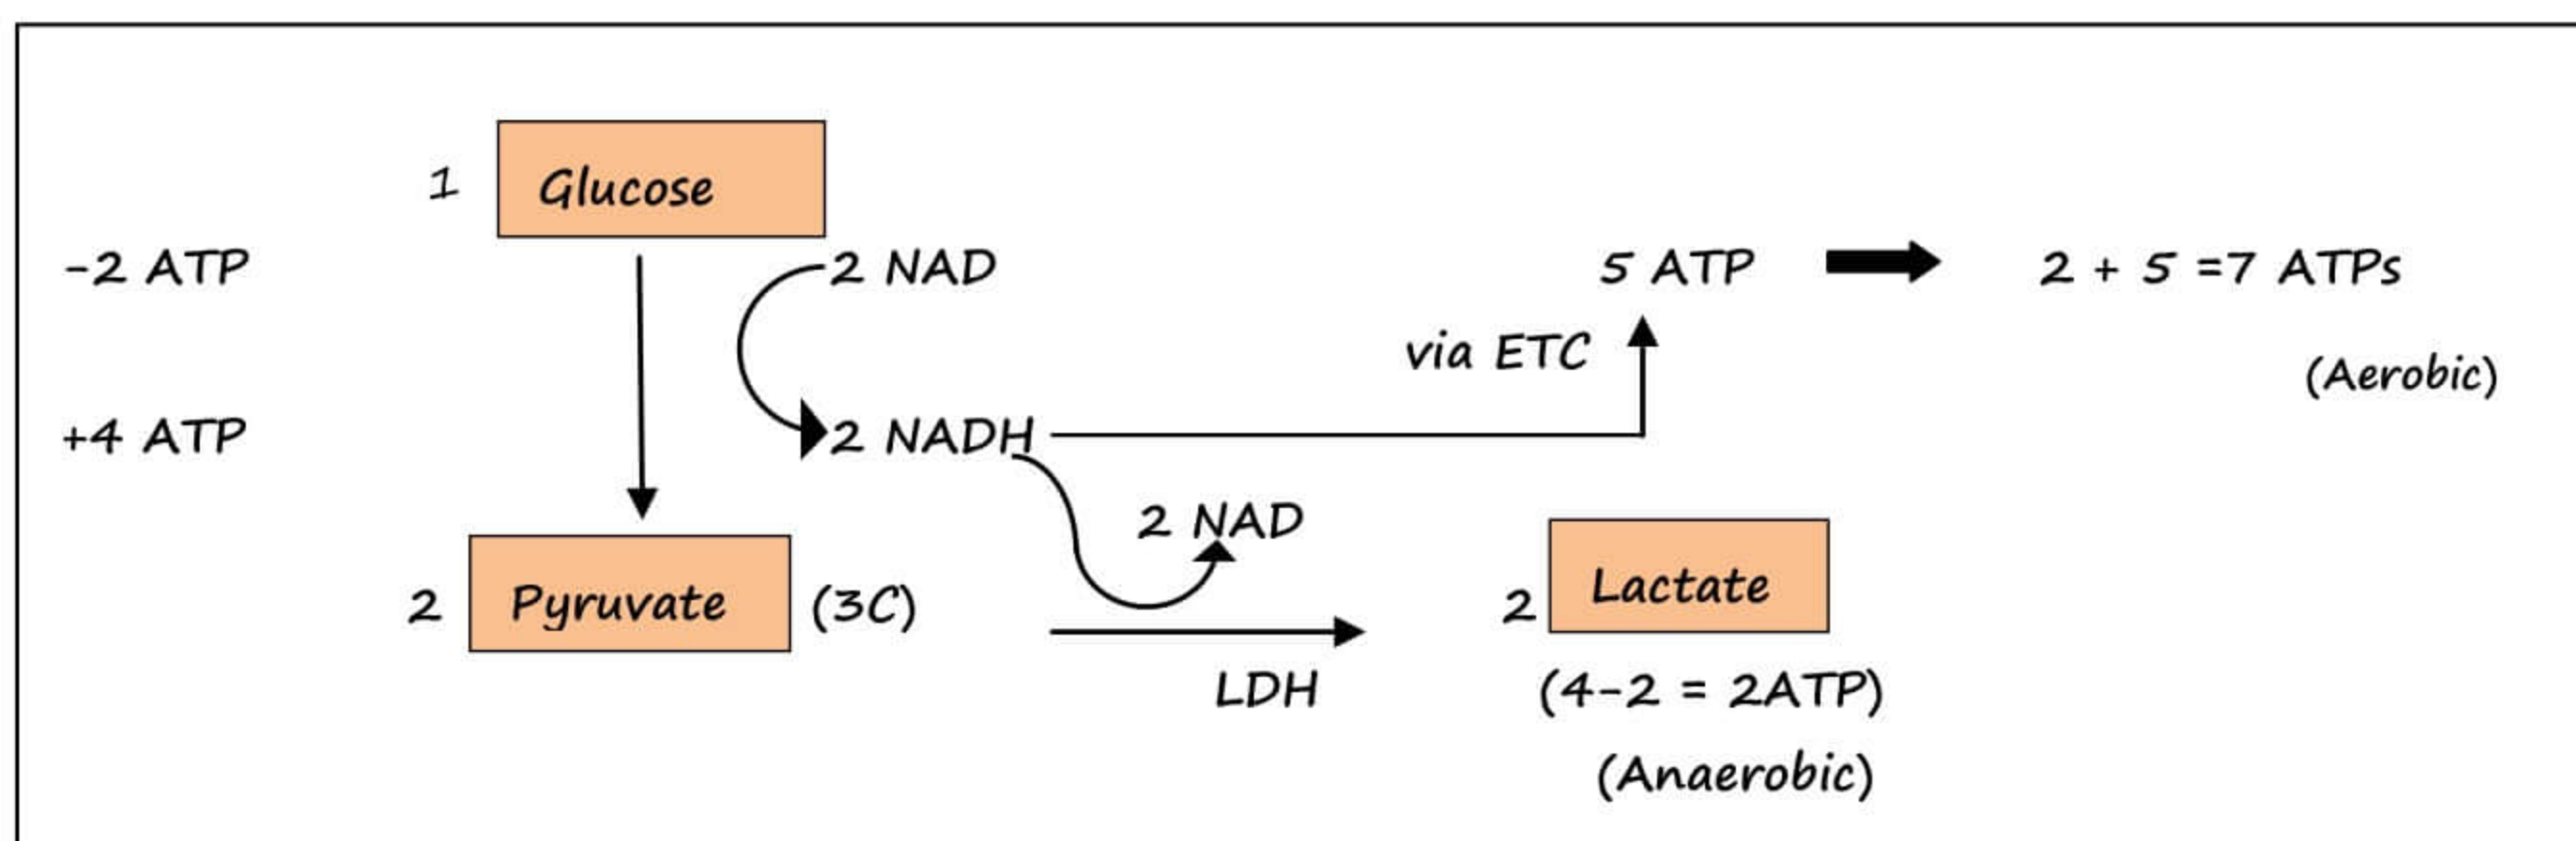 1 Glucose
-2 ATP 2 NAD 5 ATP 2 + 5 =7 ATPs
via ETC
(Aerobic)
+4 ATP 2 NADH
2 NAD
2 Pyruvate (3C) 2 Lactate
LDH (4-2 = 2ATP)
(Anaerobic)